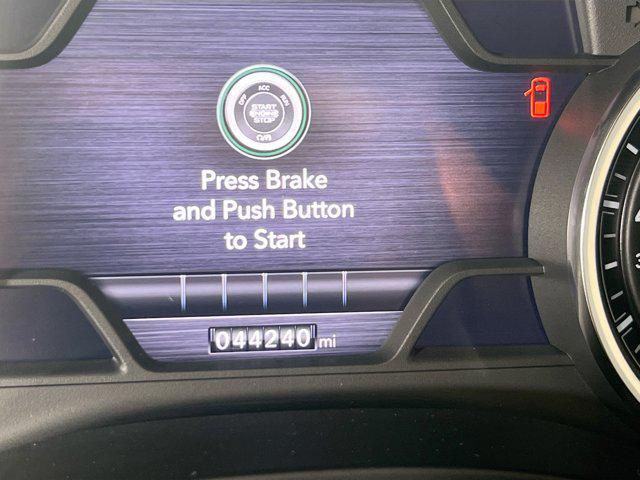 OFF ACC RUN
START
ENGINE
STOP
Press Brake
and Push Button
to Start
044240 mi